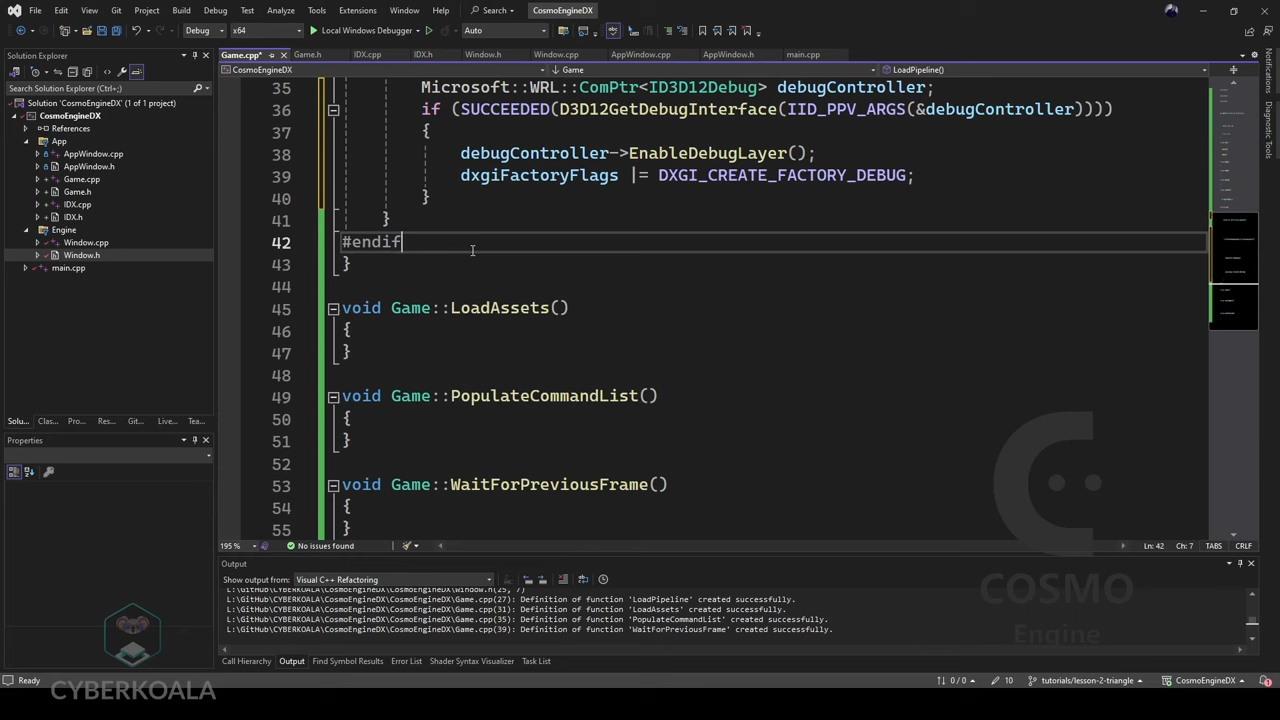 File Edit View Git Project Build Debug Test Analyze Tools Extensions Window Help Search CosmoEngineDX
Debug x64 Local Windows Debugger Auto
Solution Explorer
Search Solution Explorer (Ctrl+;)
Solution 'CosmoEngineDX' (1 of 1 project)
CosmoEngineDX
References
App
AppWindow.cpp
AppWindow.h
Game.cpp
Game.h
IDX.cpp
IDX.h
Engine
Window.cpp
Window.h
main.cpp
Solu... Clas... Pro... Res... Git... Live... Tea...
Properties
Game.cpp* Game.h IDX.cpp IDX.h Window.h Window.cpp AppWindow.cpp AppWindow.h main.cpp
CosmoEngineDX Game LoadPipeline()
35 Microsoft::WRL::ComPtr<ID3D12Debug> debugController;
36 if (SUCCEEDED(D3D12GetDebugInterface(IID_PPV_ARGS(&debugController))))
37 {
38 debugController->EnableDebugLayer();
39 dxgiFactoryFlags |= DXGI_CREATE_FACTORY_DEBUG;
40 }
41 }
42 #endif
43 }
44
45 void Game::LoadAssets()
46 {
47 }
48
49 void Game::PopulateCommandList()
50 {
51 }
52
53 void Game::WaitForPreviousFrame()
54 {
55 }
195 % No issues found Ln: 42 Ch: 7 TABS CRLF
Output
Show output from: Visual C++ Refactoring
L:\GitHub\CYBERKOALA\CosmoEngineDX\CosmoEngineDX\Window.h(25, 7)
L:\GitHub\CYBERKOALA\CosmoEngineDX\CosmoEngineDX\Game.cpp(27): Definition of function 'LoadPipeline' created successfully.
L:\GitHub\CYBERKOALA\CosmoEngineDX\CosmoEngineDX\Game.cpp(31): Definition of function 'LoadAssets' created successfully.
L:\GitHub\CYBERKOALA\CosmoEngineDX\CosmoEngineDX\Game.cpp(35): Definition of function 'PopulateCommandList' created successfully.
L:\GitHub\CYBERKOALA\CosmoEngineDX\CosmoEngineDX\Game.cpp(39): Definition of function 'WaitForPreviousFrame' created successfully.
Call Hierarchy Output Find Symbol Results Error List Shader Syntax Visualizer Task List
Ready 0 / 0 10 tutorials/lesson-2-triangle CosmoEngineDX 1
Notifications
Diagnostic Tools
COSMO
Engine
CYBERKOALA